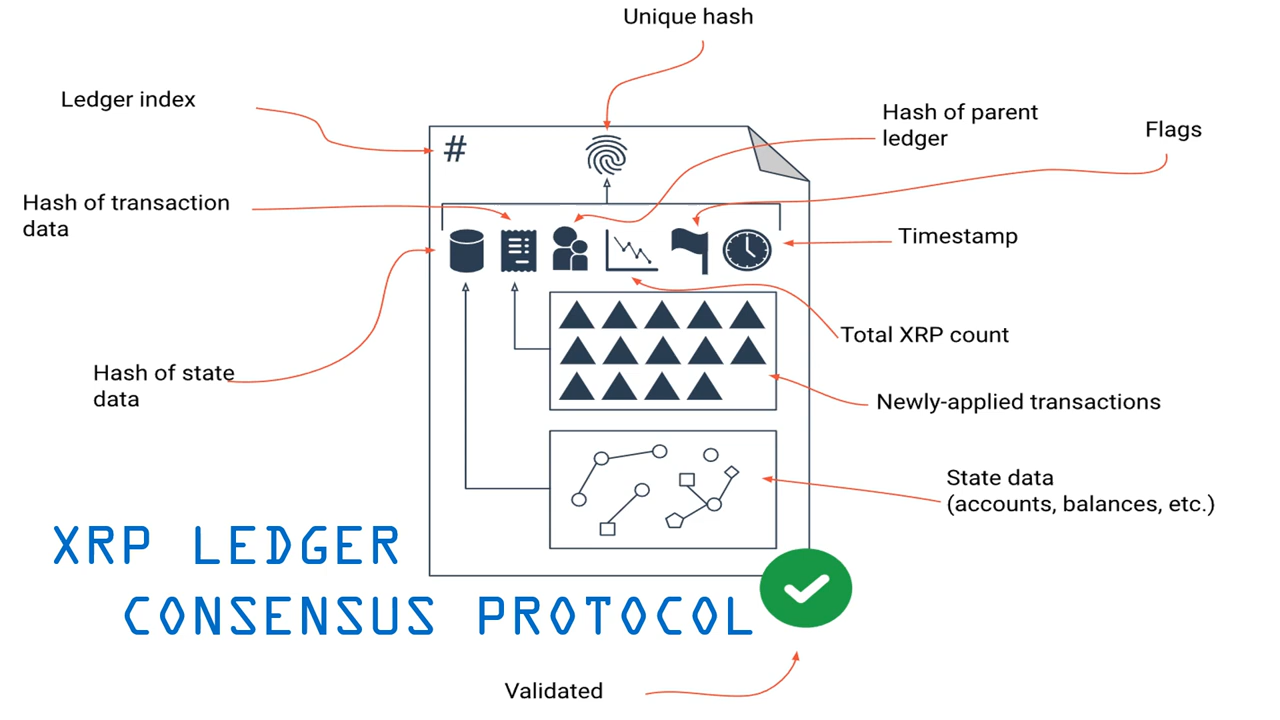 Unique hash
Ledger index
Hash of parent
ledger
Flags
#
Hash of transaction
data
Timestamp
Total XRP count
Hash of state
data
Newly-applied transactions
State data
(accounts, balances, etc.)
XRP LEDGER
CONSENSUS PROTOCOL
Validated